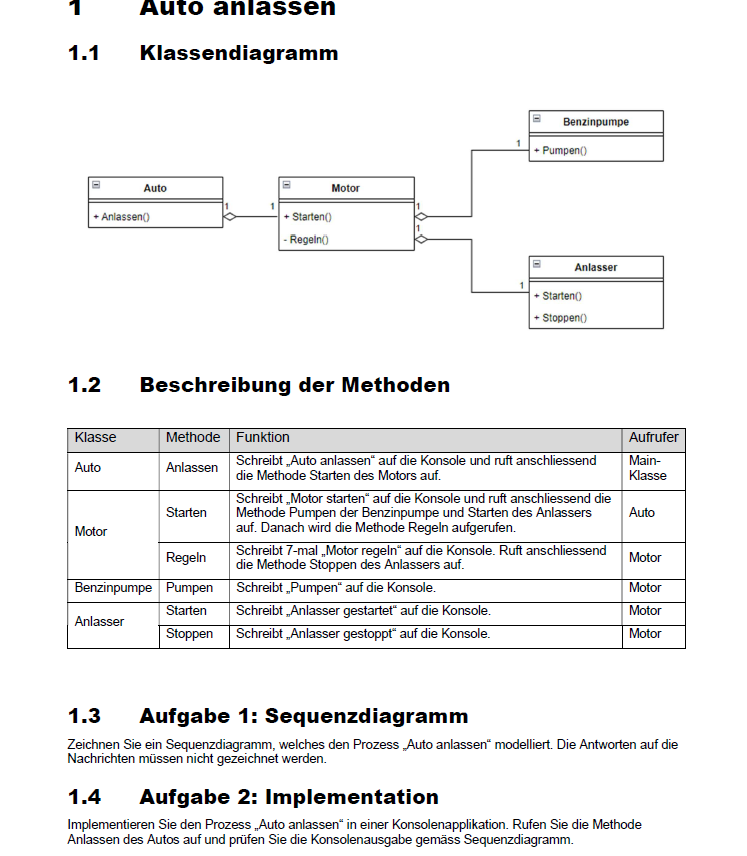 1 Auto anlassen
1.1 Klassendiagramm
Benzinpumpe
1
+ Pumpen()
Auto
Motor
1
1
1
+ Anlassen()
+ Starten()
1
- Regeln()
Anlasser
1
+ Starten()
+ Stoppen()
1.2 Beschreibung der Methoden
Klasse Methode Funktion Aufrufer
Auto Anlassen Schreibt „Auto anlassen“ auf die Konsole und ruft anschliessend Main-
die Methode Starten des Motors auf. Klasse
Motor
Starten Schreibt „Motor starten“ auf die Konsole und ruft anschliessend die Auto
Methode Pumpen der Benzinpumpe und Starten des Anlassers
auf. Danach wird die Methode Regeln aufgerufen.
Regeln Schreibt 7-mal „Motor regeln“ auf die Konsole. Ruft anschliessend Motor
die Methode Stoppen des Anlassers auf.
Benzinpumpe Pumpen Schreibt „Pumpen“ auf die Konsole. Motor
Anlasser
Starten Schreibt „Anlasser gestartet“ auf die Konsole. Motor
Stoppen Schreibt „Anlasser gestoppt“ auf die Konsole. Motor
1.3 Aufgabe 1: Sequenzdiagramm
Zeichnen Sie ein Sequenzdiagramm, welches den Prozess „Auto anlassen“ modelliert. Die Antworten auf die
Nachrichten müssen nicht gezeichnet werden.
1.4 Aufgabe 2: Implementation
Implementieren Sie den Prozess „Auto anlassen“ in einer Konsolenapplikation. Rufen Sie die Methode
Anlassen des Autos auf und prüfen Sie die Konsolenausgabe gemäss Sequenzdiagramm.